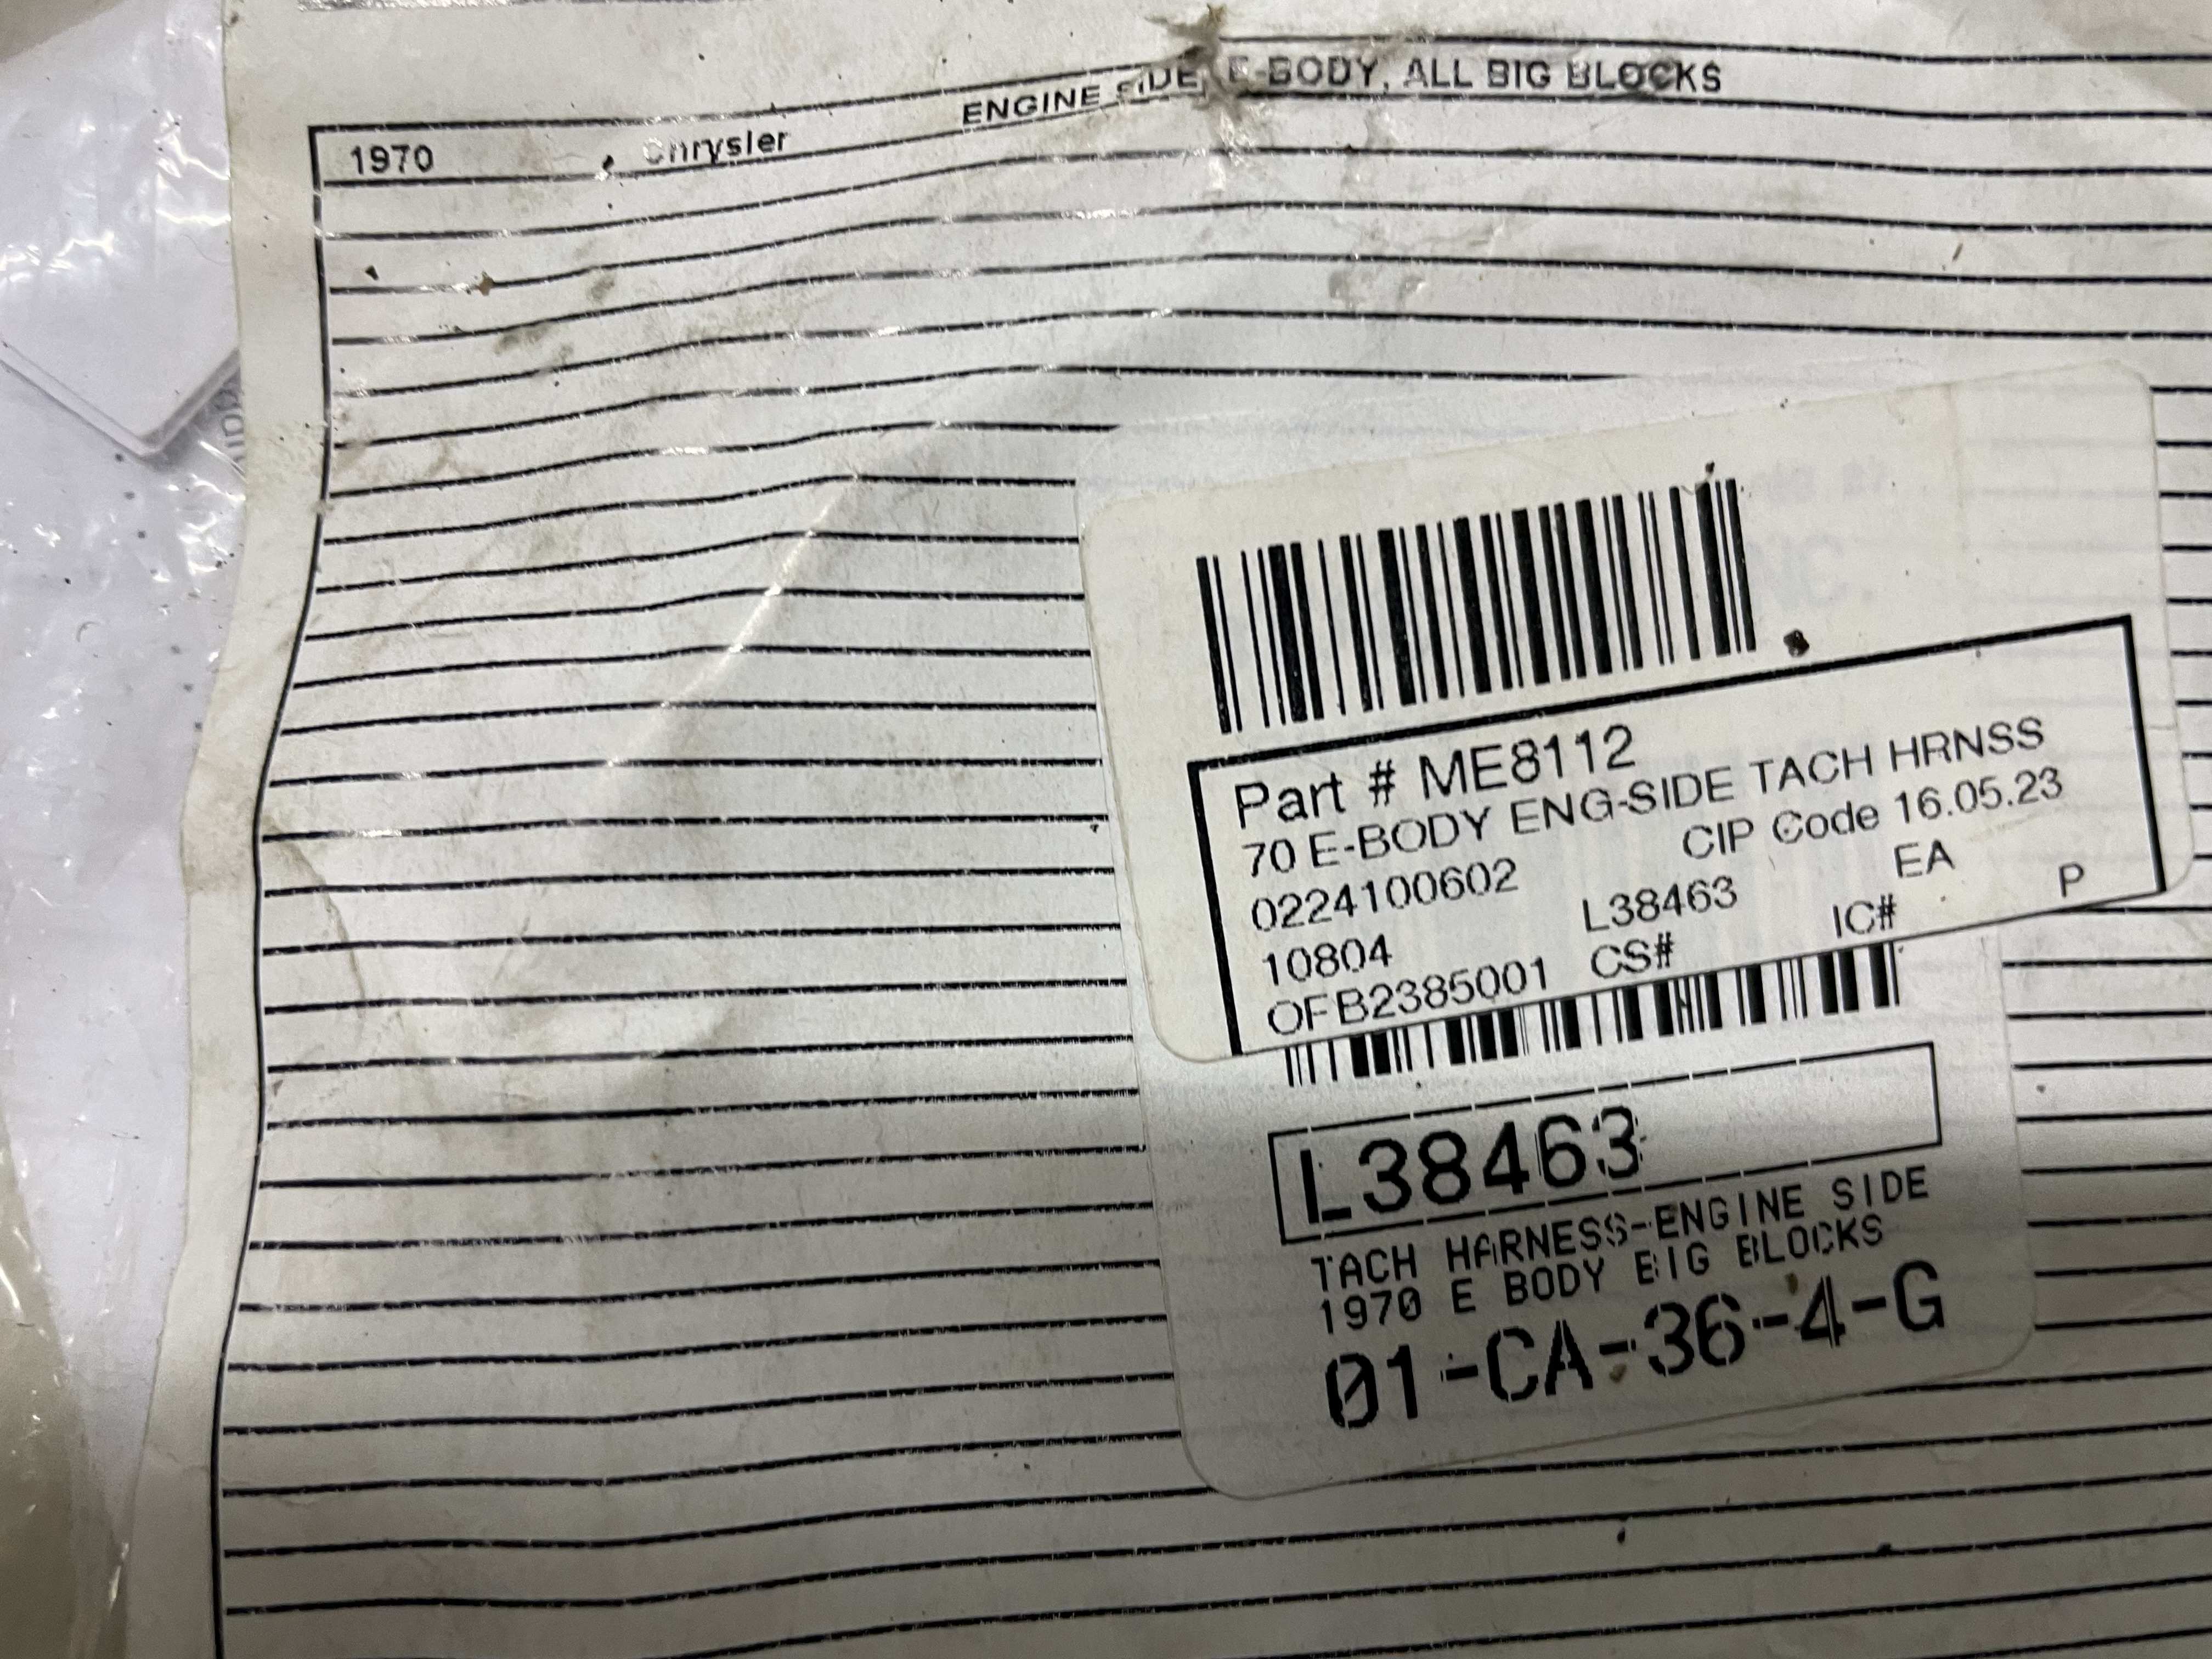 ENGINE SIDE, E-BODY, ALL BIG BLOCKS
1970 Chrysler
Part # ME8112
70 E-BODY ENG-SIDE TACH HRNSS
0224100602 CIP Code 16.05.23
10804 L38463 EA
OFB2385001 CS# IC# P
L38463
TACH HARNESS-ENGINE SIDE
1970 E BODY BIG BLOCKS
01-CA-36-4-G